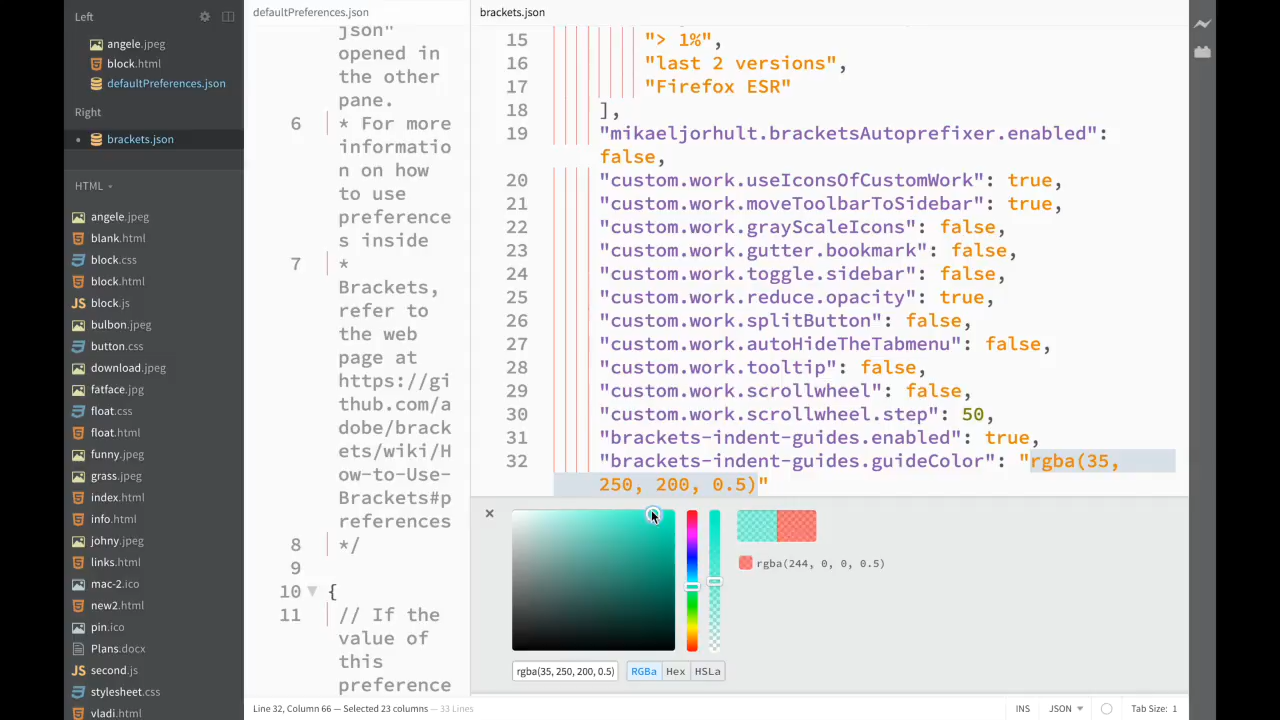 Left
angele.jpeg
block.html
defaultPreferences.json
Right
brackets.json
HTML
angele.jpeg
blank.html
block.css
block.html
JS block.js
bulbon.jpeg
button.css
download.jpeg
fatface.jpg
float.css
float.html
funny.jpeg
grass.jpeg
index.html
info.html
johny.jpeg
links.html
mac-2.ico
new2.html
pin.ico
Plans.docx
JS second.js
stylesheet.css
vladi.html
defaultPreferences.json
json"
opened in
the other
pane.
6 * For more
informatio
n on how
to use
preference
s inside
7 *
Brackets,
refer to
the web
page at
https://gi
thub.com/a
dobe/brack
ets/wiki/H
ow-to-Use-
Brackets#p
references
8 */
9
10 {
11 // If the
value of
this
preference
brackets.json
15 "> 1%",
16 "last 2 versions",
17 "Firefox ESR"
18 ],
19 "mikaeljorhult.bracketsAutoprefixer.enabled":
false,
20 "custom.work.useIconsOfCustomWork": true,
21 "custom.work.moveToolbarToSidebar": true,
22 "custom.work.grayScaleIcons": false,
23 "custom.work.gutter.bookmark": false,
24 "custom.work.toggle.sidebar": false,
25 "custom.work.reduce.opacity": true,
26 "custom.work.splitButton": false,
27 "custom.work.autoHideTheTabmenu": false,
28 "custom.work.tooltip": false,
29 "custom.work.scrollwheel": false,
30 "custom.work.scrollwheel.step": 50,
31 "brackets-indent-guides.enabled": true,
32 "brackets-indent-guides.guideColor": "rgba(35,
250, 200, 0.5)"
rgba(244, 0, 0, 0.5)
rgba(35, 250, 200, 0.5) RGBa Hex HSLa
Line 32, Column 66 — Selected 23 columns — 33 Lines
INS JSON Tab Size: 1